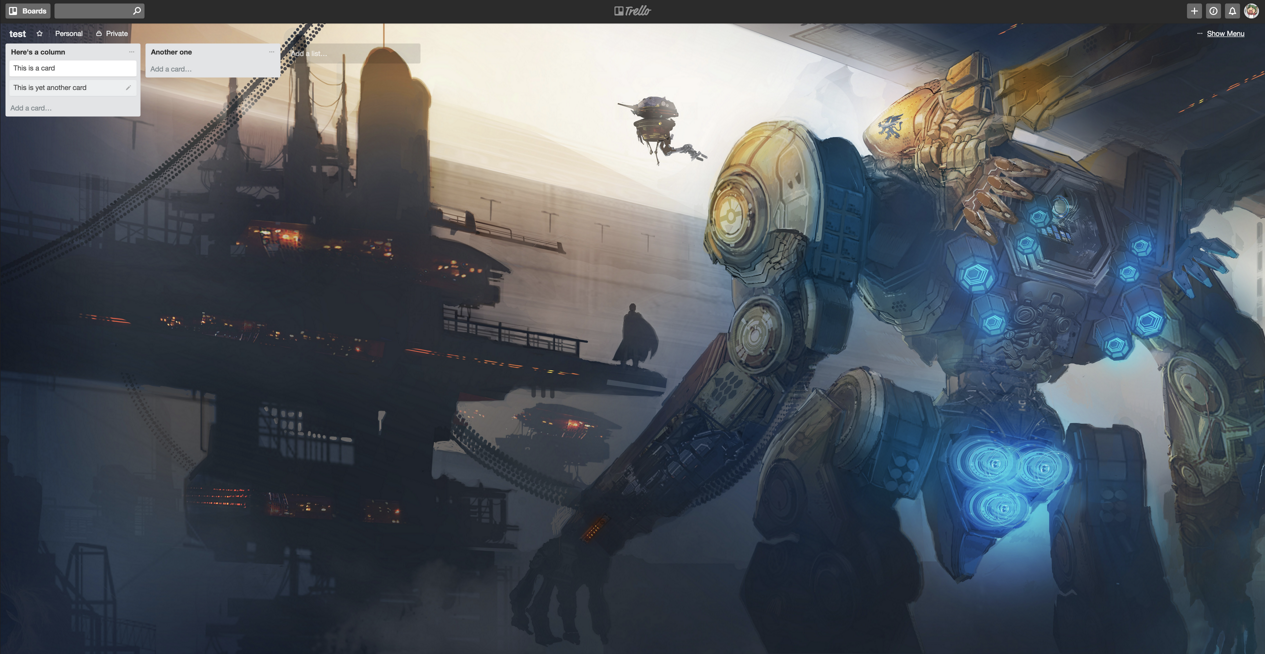 Boards
Trello
test Personal Private
Show Menu
Here's a column
This is a card
This is yet another card
Add a card…
Another one
Add a card…
Add a list…